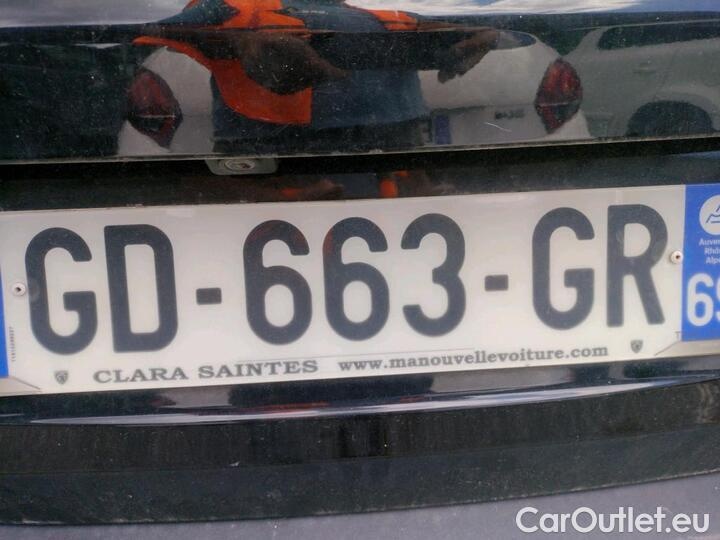 GD-663-GR
CLARA SAINTES www.manouvellevoiture.com
69
CarOutlet.eu